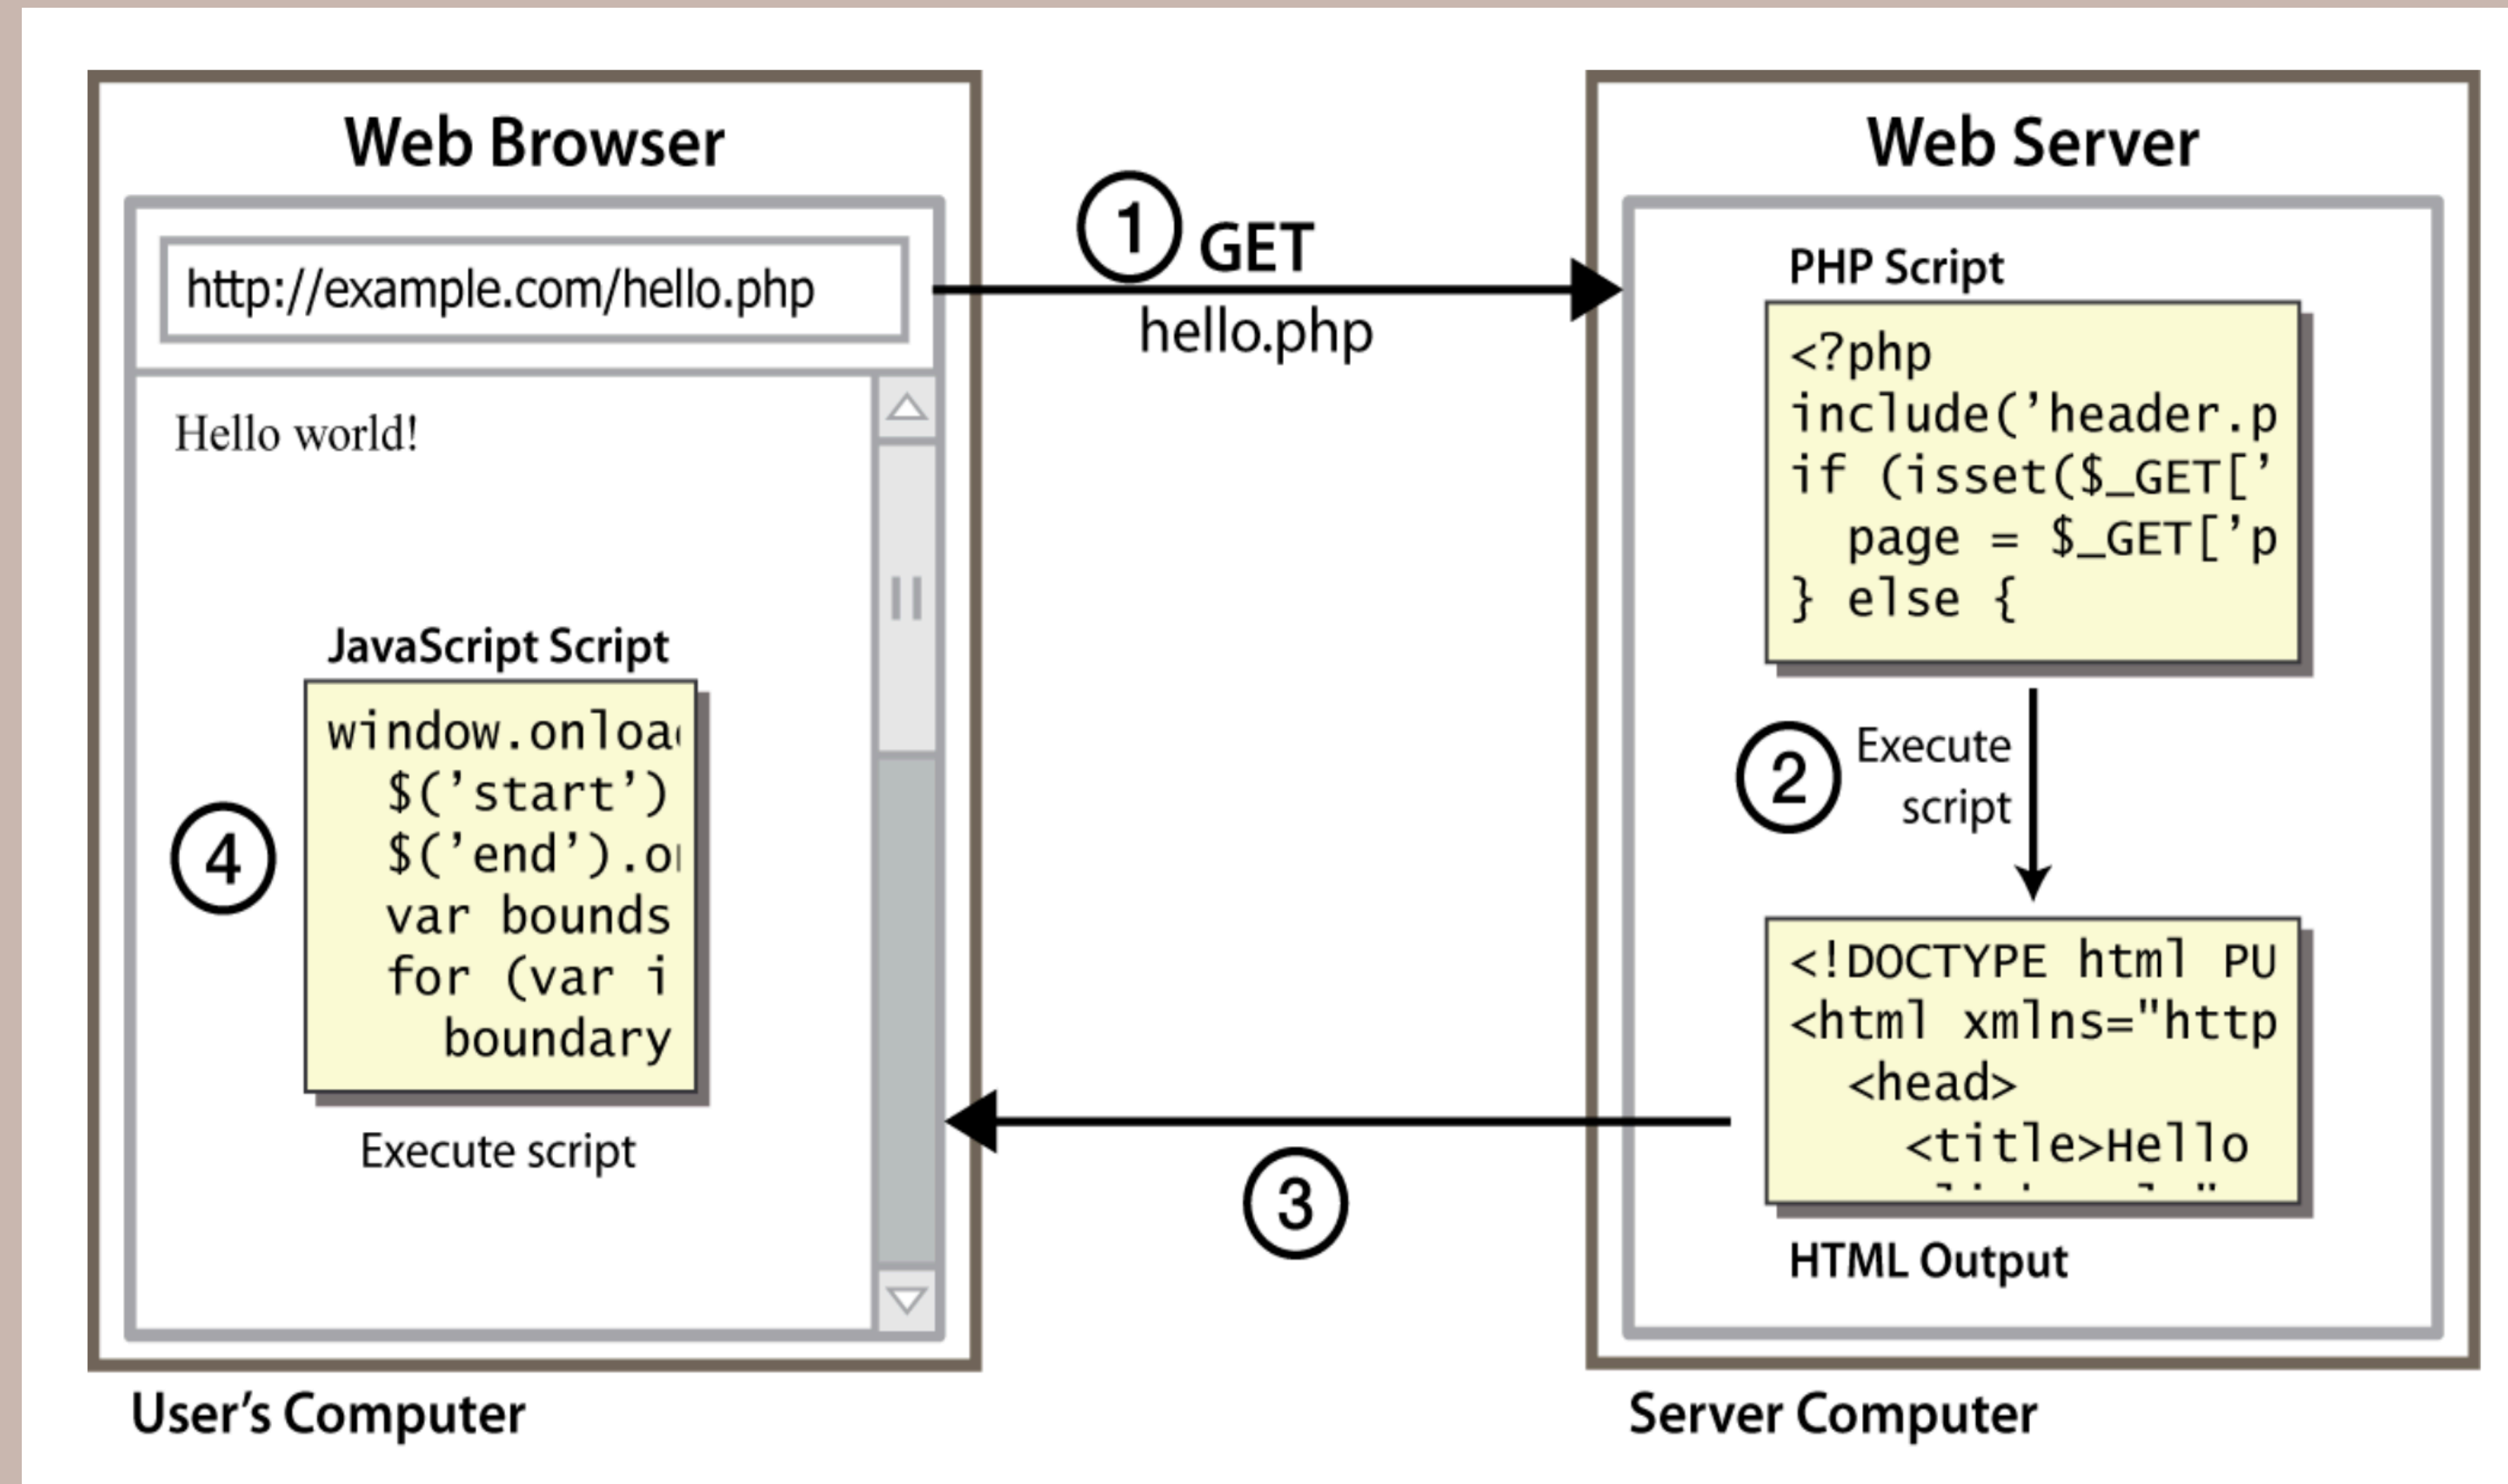 Web Browser
http://example.com/hello.php
Hello world!
JavaScript Script
window.onloa
$('start')
$('end').o
var bounds
for (var i
boundary
4
Execute script
User's Computer
1 GET
hello.php
3
Web Server
PHP Script
<?php
include('header.p
if (isset($_GET['
page = $_GET['p
} else {
2 Execute
script
<!DOCTYPE html PU
<html xmlns="http
<head>
<title>Hello
HTML Output
Server Computer